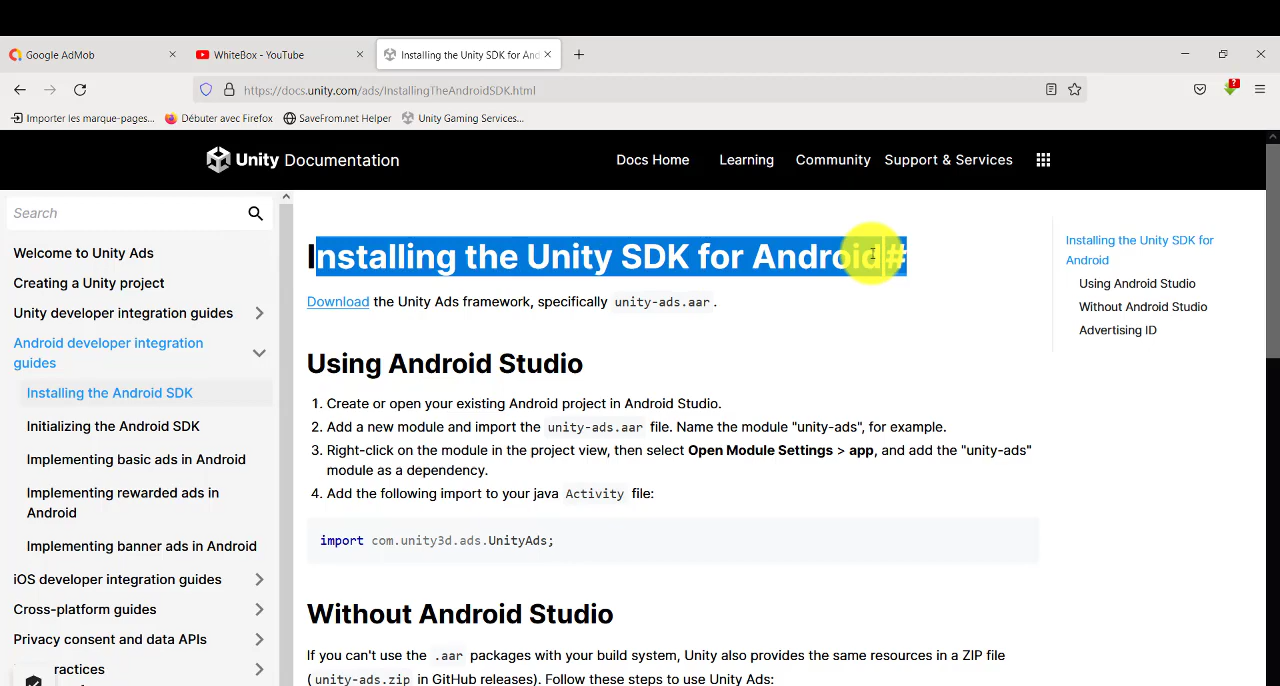 Google AdMob
WhiteBox - YouTube
Installing the Unity SDK for And
https://docs.unity.com/ads/InstallingTheAndroidSDK.html
Importer les marque-pages...
Débuter avec Firefox
SaveFrom.net Helper
Unity Gaming Services...
Unity Documentation
Docs Home
Learning
Community
Support & Services
Search
Welcome to Unity Ads
Creating a Unity project
Unity developer integration guides
Android developer integration
guides
Installing the Android SDK
Initializing the Android SDK
Implementing basic ads in Android
Implementing rewarded ads in
Android
Implementing banner ads in Android
iOS developer integration guides
Cross-platform guides
Privacy consent and data APIs
ractices
Installing the Unity SDK for Android#
Download the Unity Ads framework, specifically unity-ads.aar.
Using Android Studio
1. Create or open your existing Android project in Android Studio.
2. Add a new module and import the unity-ads.aar file. Name the module "unity-ads", for example.
3. Right-click on the module in the project view, then select Open Module Settings > app, and add the "unity-ads"
module as a dependency.
4. Add the following import to your java Activity file:
import com.unity3d.ads.UnityAds;
Without Android Studio
If you can't use the .aar packages with your build system, Unity also provides the same resources in a ZIP file
(unity-ads.zip in GitHub releases). Follow these steps to use Unity Ads:
Installing the Unity SDK for
Android
Using Android Studio
Without Android Studio
Advertising ID